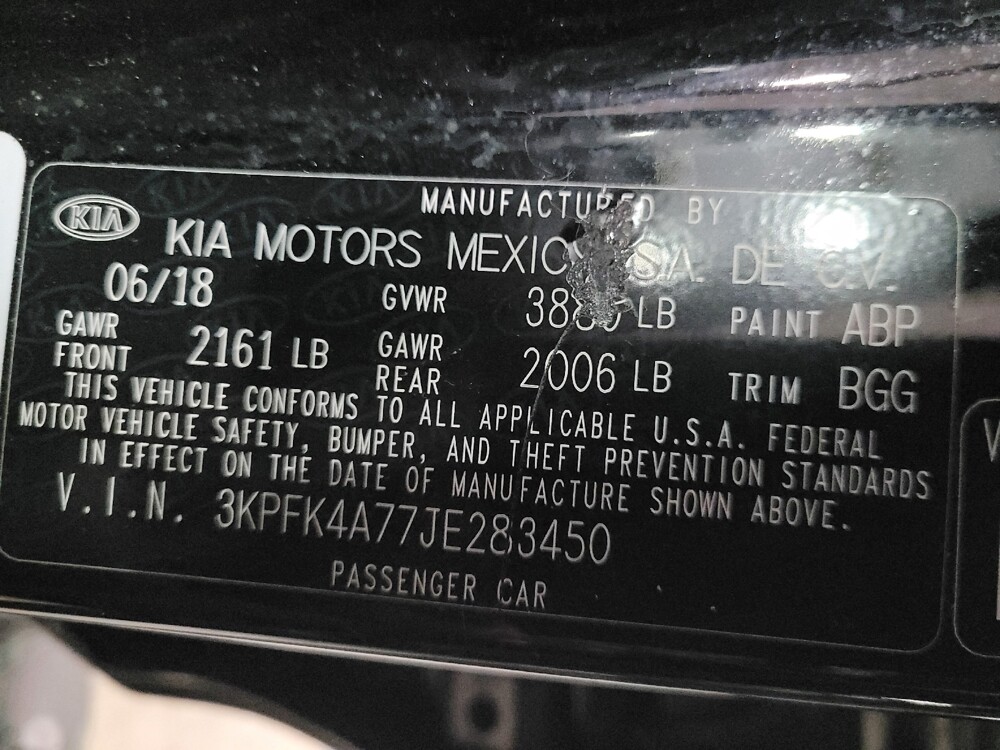 KIA
MANUFACTURED BY
KIA MOTORS MEXICO S.A. DE C.V.
06/18 GVWR LB PAINT ABP
GAWR FRONT 2161 LB GAWR REAR 2006 LB TRIM BGG
THIS VEHICLE CONFORMS TO ALL APPLICABLE U.S.A. FEDERAL
MOTOR VEHICLE SAFETY, BUMPER, AND THEFT PREVENTION STANDARDS
IN EFFECT ON THE DATE OF MANUFACTURE SHOWN ABOVE.
V.I.N. 3KPFK4A77JE283450
PASSENGER CAR